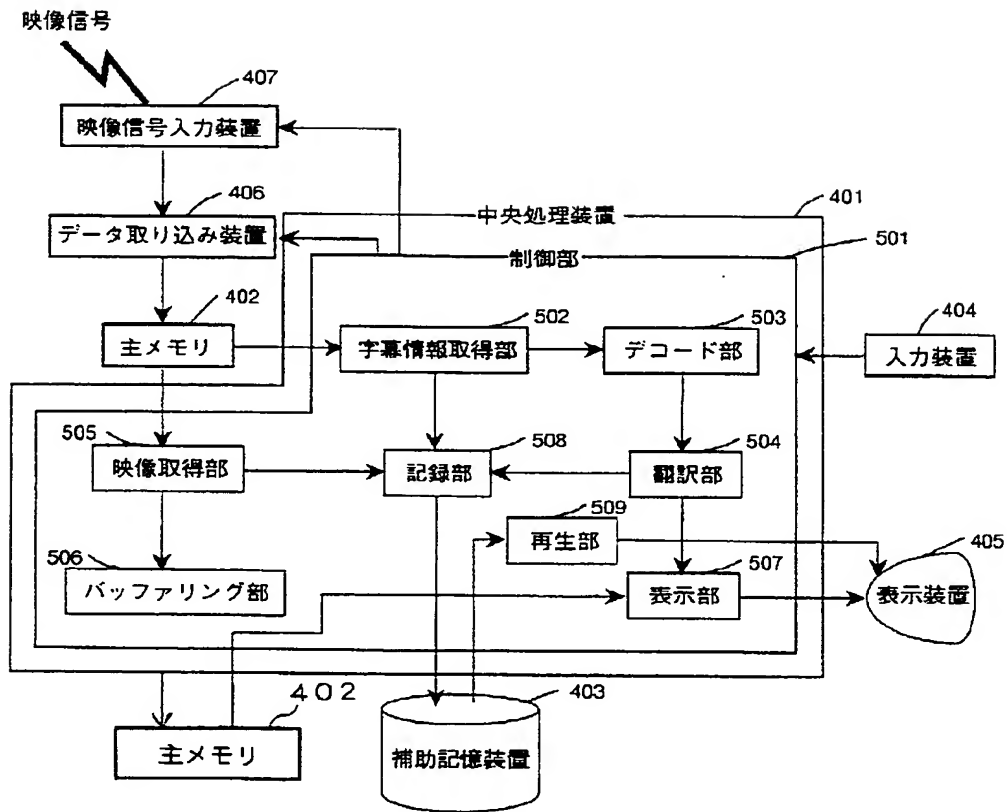 映像信号
407
映像信号入力装置
406
データ取り込み装置
中央処理装置
401
制御部
501
402
主メモリ
502
字幕情報取得部
503
デコード部
404
入力装置
505
映像取得部
508
記録部
504
翻訳部
509
再生部
405
表示装置
506
バッファリング部
507
表示部
402
主メモリ
403
補助記憶装置